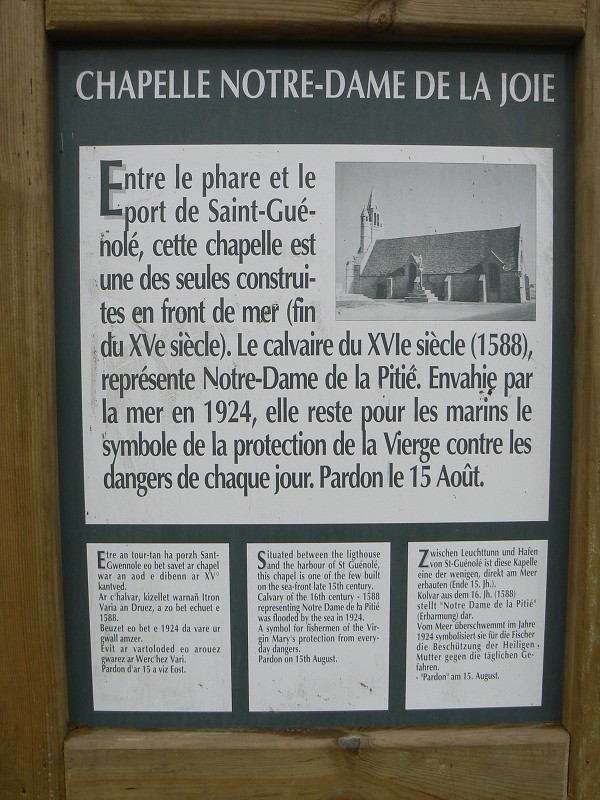 CHAPELLE NOTRE-DAME DE LA JOIE
Entre le phare et le
port de Saint-Gué-
nolé, cette chapelle est
une des seules construi-
tes en front de mer (fin
du XVe siècle). Le calvaire du XVIe siècle (1588),
représente Notre-Dame de la Pitié. Envahie par
la mer en 1924, elle reste pour les marins le
symbole de la protection de la Vierge contre les
dangers de chaque jour. Pardon le 15 Août.
Etre an tour-tan ha porzh Sant-
Gwennole eo bet savet ar chapel
war an aod e dibenn ar XV°
kantved.
Ar c'halvar, kizellet warnañ Itron
Varia an Druez, a zo bet echuet e
1588.
Beuzet eo bet e 1924 da vare ur
gwall amzer.
Evit ar vartoloded eo arouez
gwarez ar Werc'hez Vari.
Pardon d'ar 15 a viz Eost.
Situated between the ligthouse
and the harbour of St Guénolé,
this chapel is one of the few built
on the sea-front late 15th century.
Calvary of the 16th century - 1588
representing Notre Dame de la Pitié
was flooded by the sea in 1924.
A symbol for fishermen of the Vir-
gin Mary's protection from every-
day dangers.
Pardon on 15th August.
Zwischen Leuchttunn und Hafen
von St-Guénolé ist diese Kapelle
eine der wenigen, direkt am Meer
erbauten (Ende 15. Jh.).
Kolvar aus dem 16. Jh. (1588)
stellt "Notre Dame de la Pitié"
(Erbarmung) dar.
Vom Meer überschwemmt im Jahre
1924 symbolisiert sie für die Fischer
die Beschützung der Heiligen
Mutter gegen die täglichen Ge-
fahren.
- "Pardon" am 15. August.